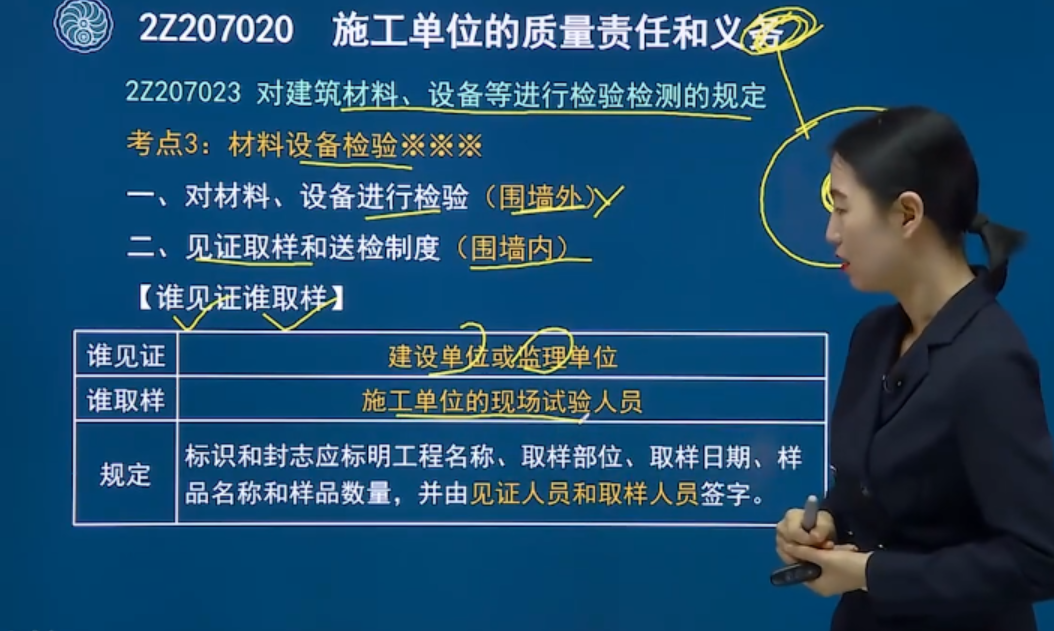 2Z207020 施工单位的质量责任和义务
2Z207023 对建筑材料、设备等进行检验检测的规定
考点3：材料设备检验※※※
一、对材料、设备进行检验（围墙外）
二、见证取样和送检制度（围墙内）
【谁见证谁取样】
谁见证 建设单位或监理单位
谁取样 施工单位的现场试验人员
规定 标识和封志应标明工程名称、取样部位、取样日期、样
品名称和样品数量，并由见证人员和取样人员签字。